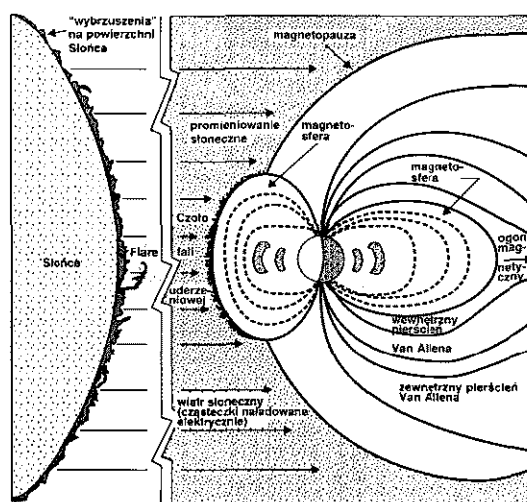 "wybrzuszenia"
na powierzchni
Słońca
magnetopauza
promieniowanie
słoneczne
magneto-
sfera
magneto-
sfera
Czoło
fali
uderze-
niowej
Słońce
Flare
ogon
mag-
nety-
czny
wewnętrzny
pierścień
Van Allena
zewnętrzny pierścień
Van Allena
wiatr słoneczny
(cząsteczki naładowane
elektrycznie)